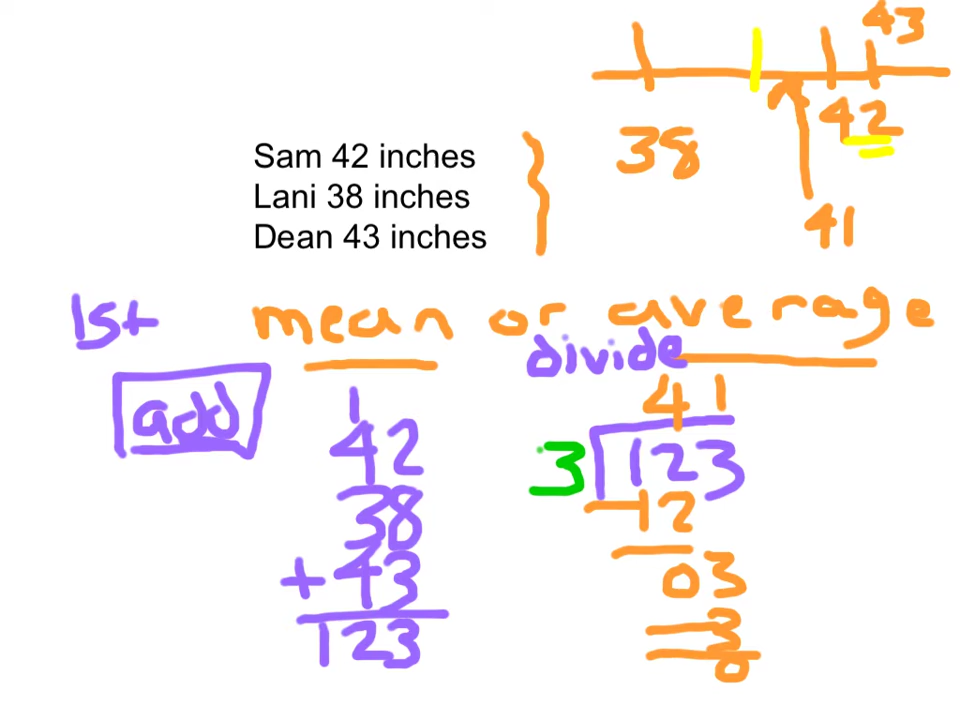 43
38 42
41
Sam 42 inches
Lani 38 inches
Dean 43 inches
1st mean or average
divide
add
1
42
38
+ 43
123
41
3 123
-12
03
3
0